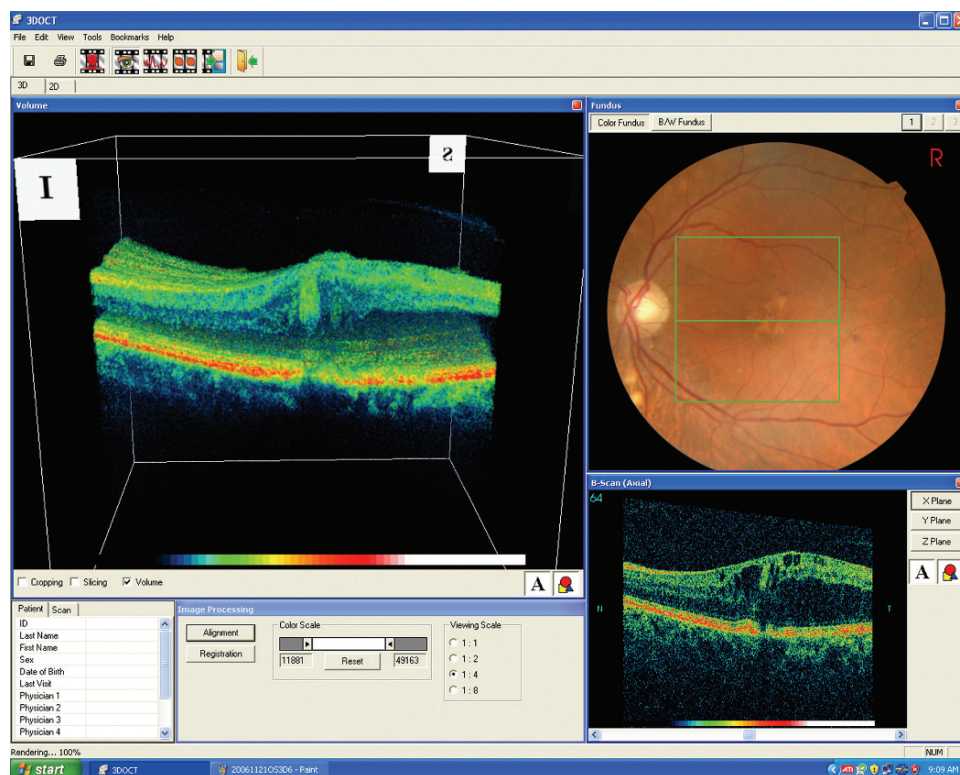 3DOCT
File Edit View Tools Bookmarks Help
3D 2D
Volume
I
S
Cropping Slicing Volume
A
Fundus
Color Fundus B/W Fundus 1 2 3
R
B-Scan (Axial)
64
N T
X Plane
Y Plane
Z Plane
A
Patient Scan
ID
Last Name
First Name
Sex
Date of Birth
Last Visit
Physician 1
Physician 2
Physician 3
Physician 4
Image Processing
Alignment
Registration
Color Scale
11881 Reset 49163
Viewing Scale
1 : 1
1 : 2
1 : 4
1 : 8
Rendering... 100% NUM
start 3DOCT 20061121OS3D6 - Paint ATI 9:09 AM